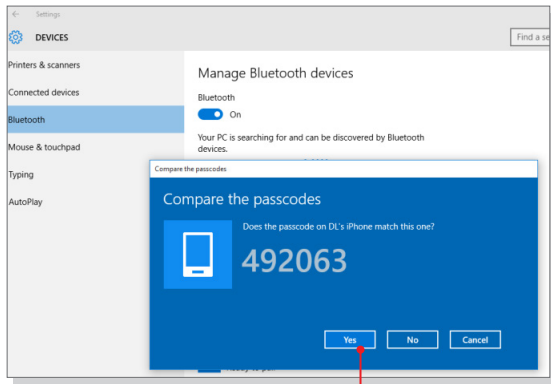 Settings
DEVICES
Find a se
Printers & scanners
Connected devices
Bluetooth
Mouse & touchpad
Typing
AutoPlay
Manage Bluetooth devices
Bluetooth
On
Your PC is searching for and can be discovered by Bluetooth
devices.
Compare the passcodes
Compare the passcodes
Does the passcode on DL's iPhone match this one?
492063
Yes No Cancel